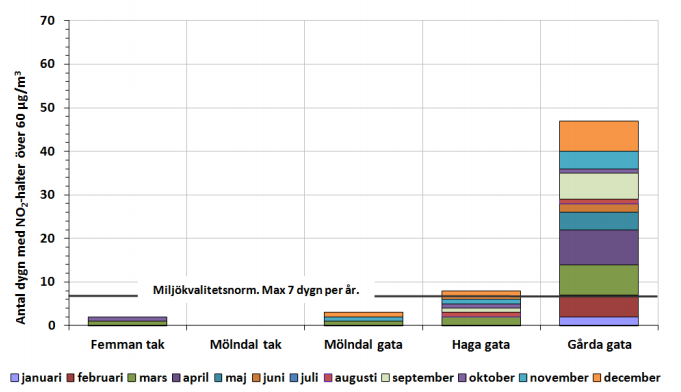 70
60
50
40
30
20
10
0
Antal dygn med NO₂-halter över 60 µg/m³
Miljökvalitetsnorm. Max 7 dygn per år.
Femman tak
Mölndal tak
Mölndal gata
Haga gata
Gårda gata
januari februari mars april maj juni juli augusti september oktober november december